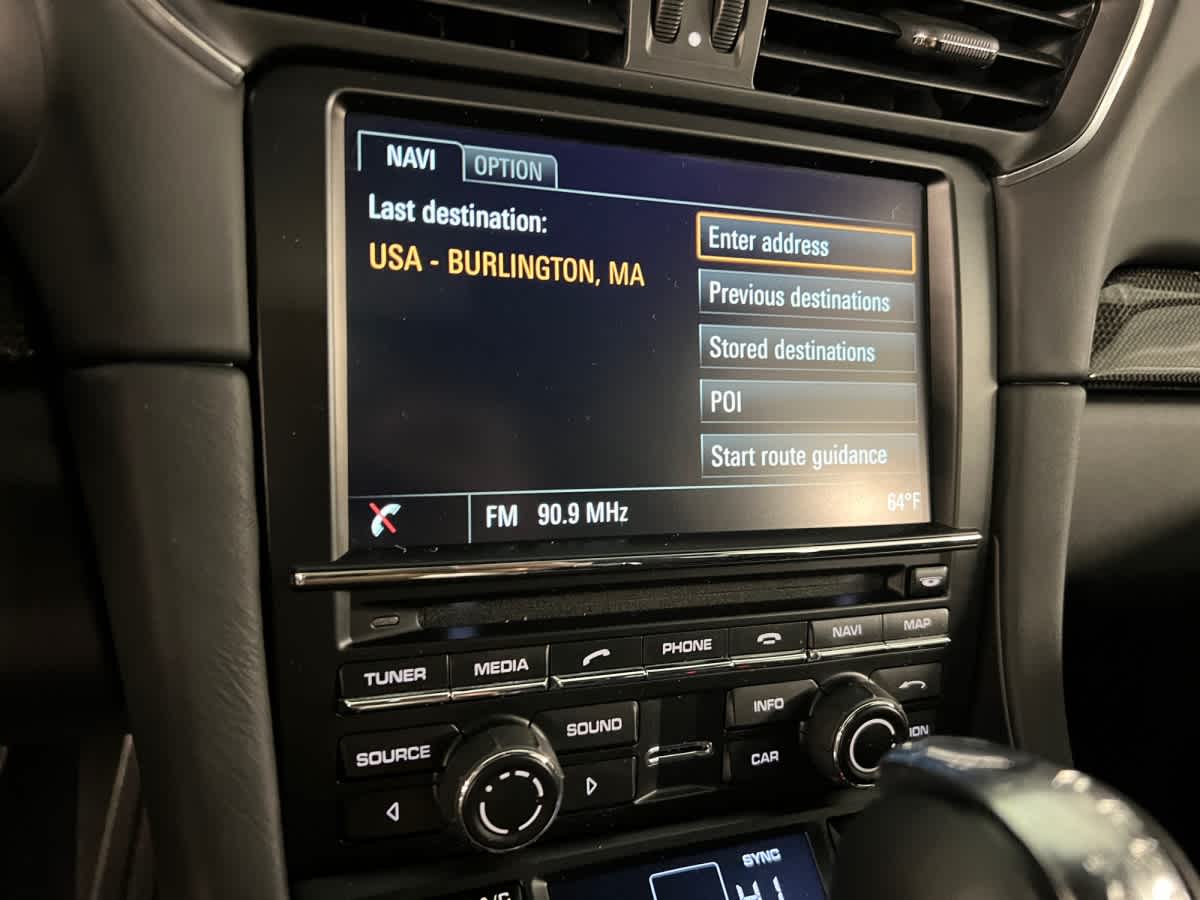 NAVI
OPTION
Last destination:
USA - BURLINGTON, MA
Enter address
Previous destinations
Stored destinations
POI
Start route guidance
FM 90.9 MHz
64°F
TUNER
MEDIA
PHONE
NAVI
MAP
SOURCE
SOUND
INFO
CAR
SYNC